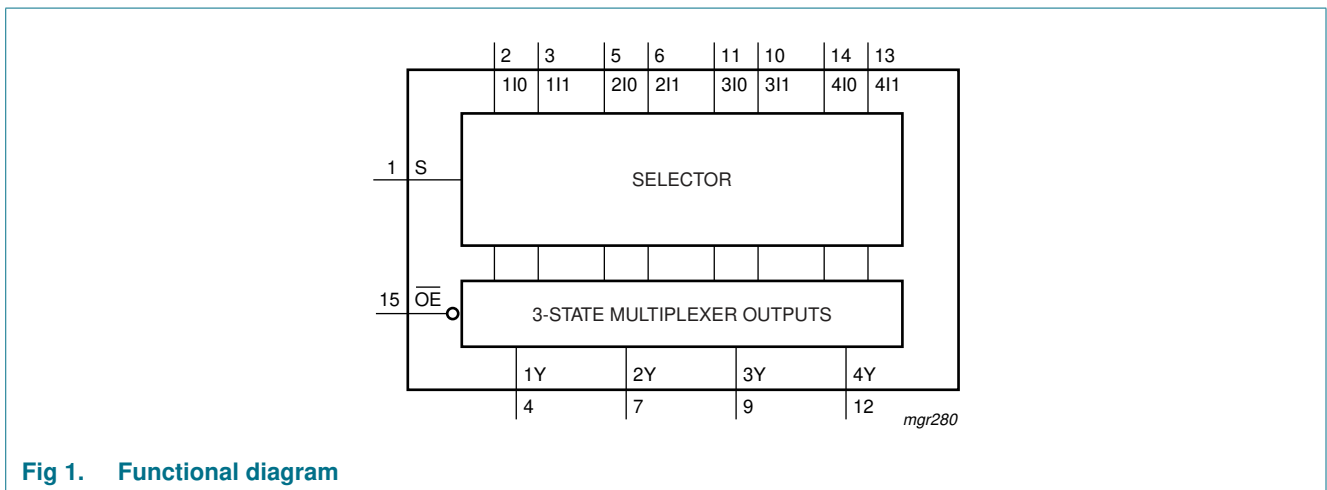 2 3 5 6 11 10 14 13
1I0 1I1 2I0 2I1 3I0 3I1 4I0 4I1
1 S
SELECTOR
15 O̅E̅
3-STATE MULTIPLEXER OUTPUTS
1Y 2Y 3Y 4Y
4 7 9 12
mgr280
Fig 1. Functional diagram